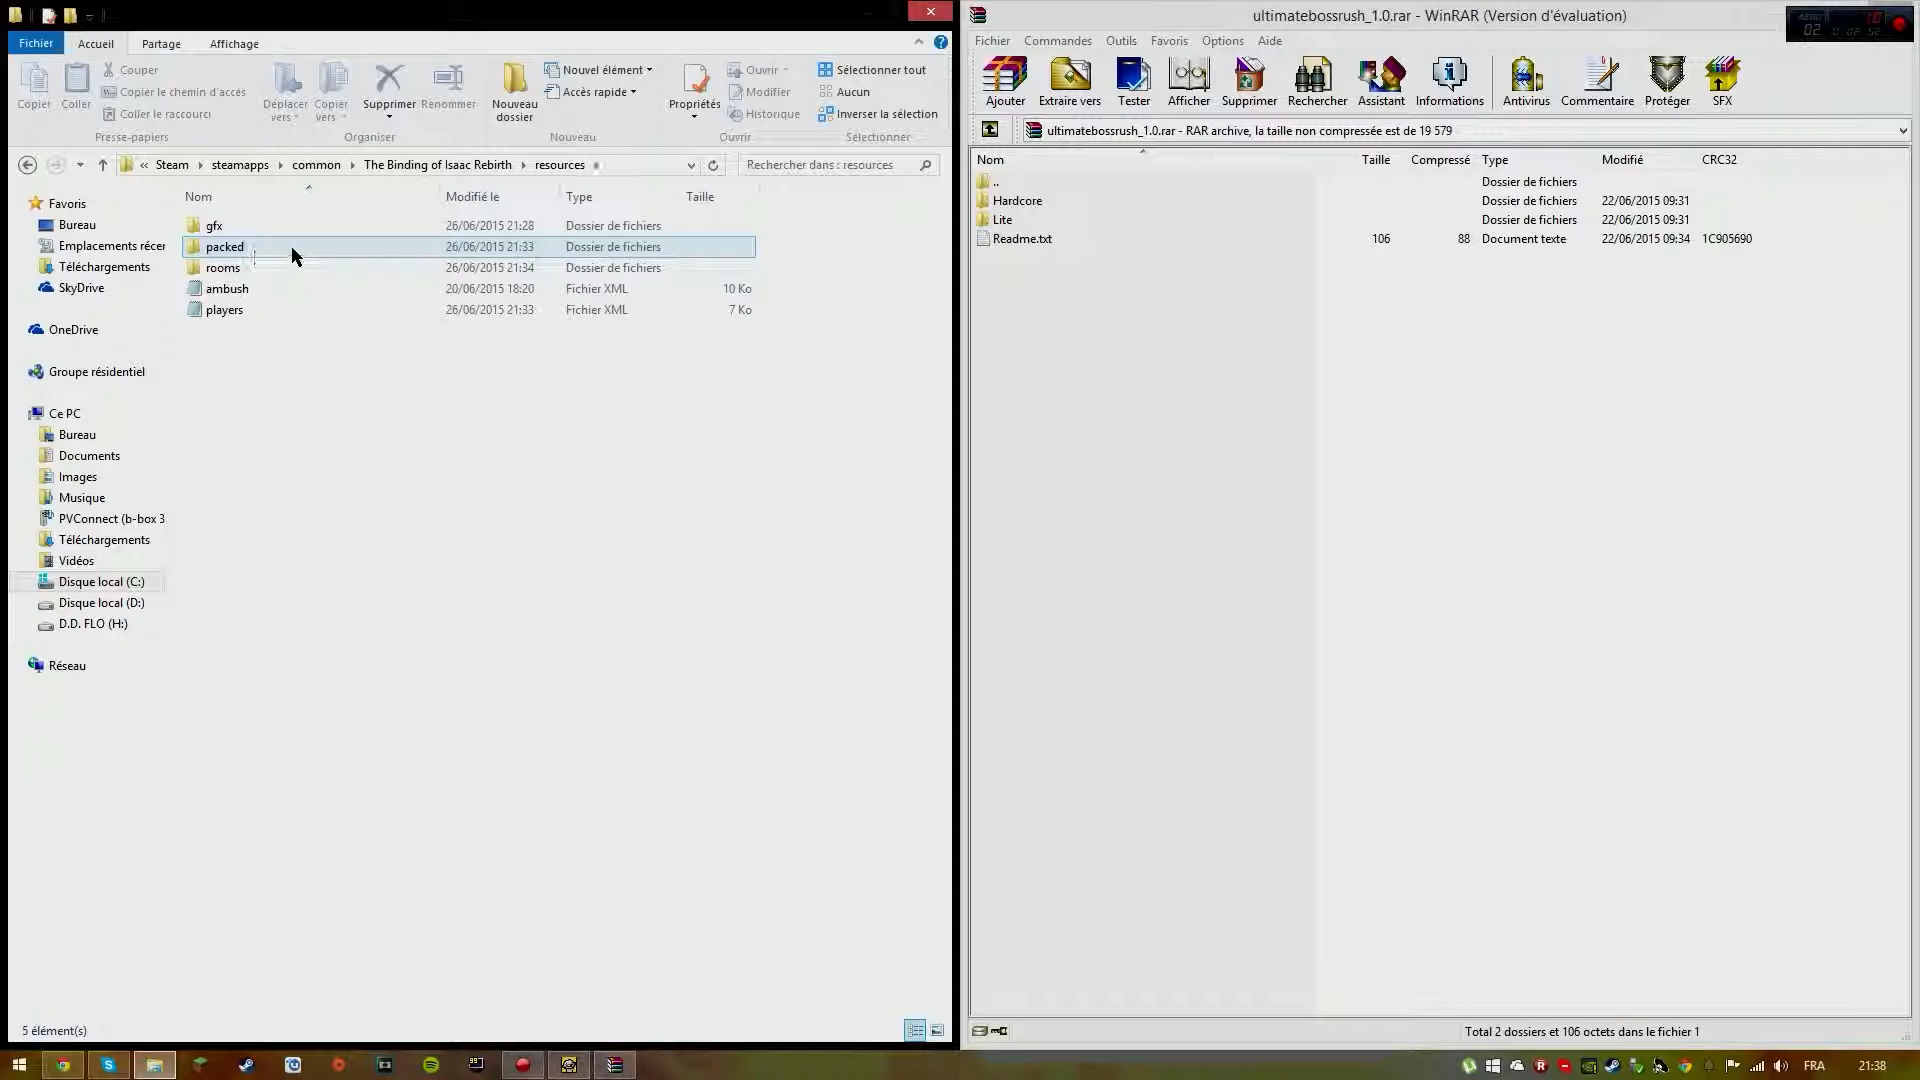 Fichier Accueil Partage Affichage
Copier Coller Couper Copier le chemin d'accès Coller le raccourci
Presse-papiers
Déplacer vers Copier vers Supprimer Renommer
Organiser
Nouveau dossier Nouvel élément Accès rapide
Nouveau
Propriétés Ouvrir Modifier Historique
Ouvrir
Sélectionner tout Aucun Inverser la sélection
Sélectionner
« Steam steamapps common The Binding of Isaac Rebirth resources
Rechercher dans : resources
Nom Modifié le Type Taille
gfx 26/06/2015 21:28 Dossier de fichiers
packed 26/06/2015 21:33 Dossier de fichiers
rooms 26/06/2015 21:34 Dossier de fichiers
ambush 20/06/2015 18:20 Fichier XML 10 Ko
players 26/06/2015 21:33 Fichier XML 7 Ko
Favoris
Bureau
Emplacements récer
Téléchargements
SkyDrive
OneDrive
Groupe résidentiel
Ce PC
Bureau
Documents
Images
Musique
PVConnect (b-box 3
Téléchargements
Vidéos
Disque local (C:)
Disque local (D:)
D.D. FLO (H:)
Réseau
5 élément(s)
ultimatebossrush_1.0.rar - WinRAR (Version d'évaluation)
Fichier Commandes Outils Favoris Options Aide
Ajouter Extraire vers Tester Afficher Supprimer Rechercher Assistant Informations Antivirus Commentaire Protéger SFX
ultimatebossrush_1.0.rar - RAR archive, la taille non compressée est de 19 579
Nom Taille Compressé Type Modifié CRC32
.. Dossier de fichiers
Hardcore Dossier de fichiers 22/06/2015 09:31
Lite Dossier de fichiers 22/06/2015 09:31
Readme.txt 106 88 Document texte 22/06/2015 09:34 1C905690
Total 2 dossiers et 106 octets dans le fichier 1
FRA 21:38